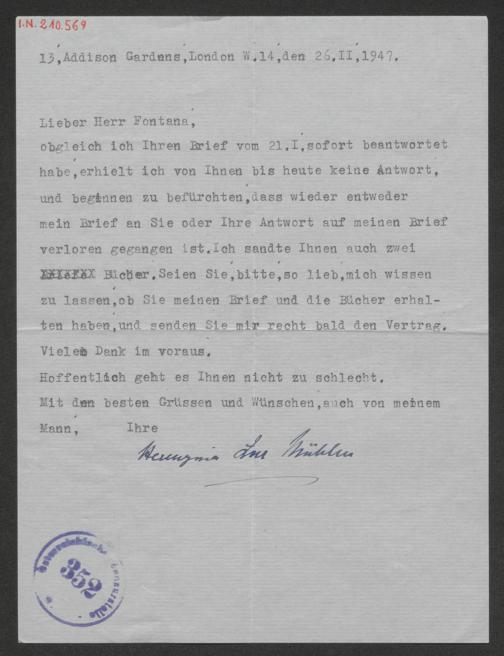 I.N. 210.569
13,Addison Gardens,London W.14,den 26.II,1947.
Lieber Herr Fontana,
obgleich ich Ihren Brief vom 21.I,sofort beantwortet
habe,erhielt ich von Ihnen bis heute keine Antwort,
und beginnen zu befürchten,dass wieder entweder
mein Brief an Sie oder Ihre Antwort auf meinen Brief
verloren gegangen ist.Ich sandte Ihnen auch zwei
Bücher.Seien Sie,bitte,so lieb,mich wissen
zu lassen,ob Sie meinen Brief und die Bücher erhal-
ten haben,und senden Sie mir recht bald den Vertrag.
Vielen Dank im voraus.
Hoffentlich geht es Ihnen nicht zu schlecht.
Mit den besten Grüssen und Wünschen,auch von meinem
Mann, Ihre
Hermynia Zur Mühlen
Österreichische Zensurstelle
352